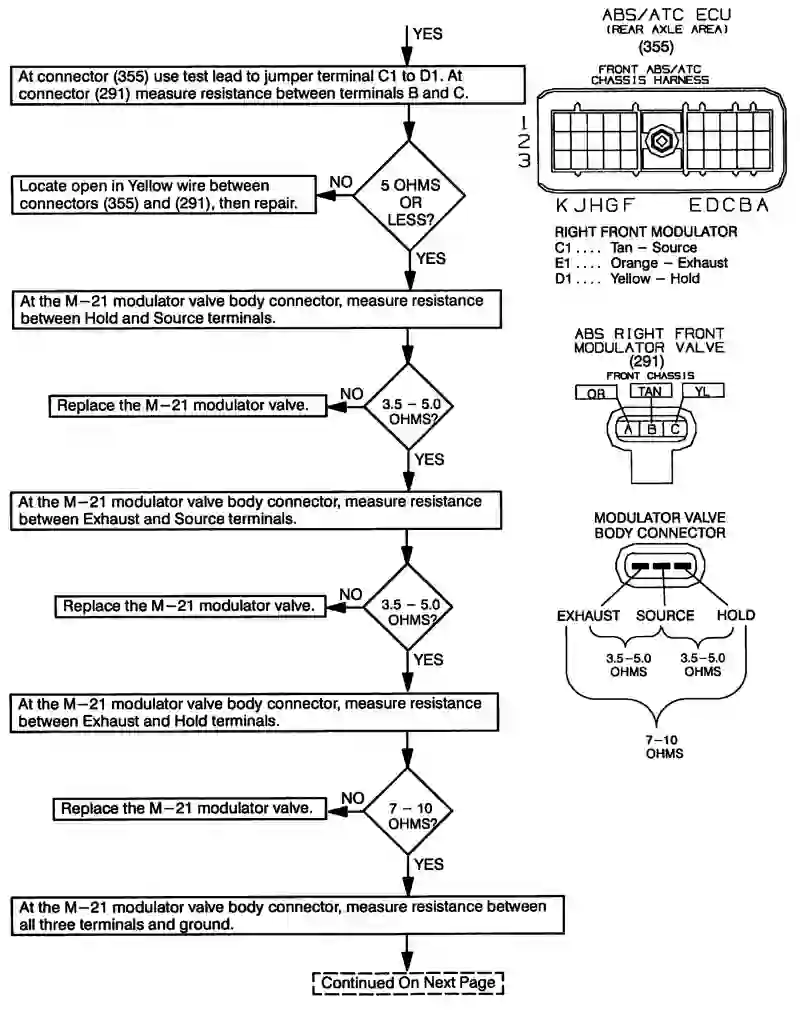 YES
At connector (355) use test lead to jumper terminal C1 to D1. At
connector (291) measure resistance between terminals B and C.
NO
5 OHMS
OR
LESS?
Locate open in Yellow wire between
connectors (355) and (291), then repair.
YES
At the M–21 modulator valve body connector, measure resistance
between Hold and Source terminals.
NO
3.5 – 5.0
OHMS?
Replace the M–21 modulator valve.
YES
At the M–21 modulator valve body connector, measure resistance
between Exhaust and Source terminals.
NO
3.5 – 5.0
OHMS?
Replace the M–21 modulator valve.
YES
At the M–21 modulator valve body connector, measure resistance
between Exhaust and Hold terminals.
NO
7 – 10
OHMS?
Replace the M–21 modulator valve.
YES
At the M–21 modulator valve body connector, measure resistance between
all three terminals and ground.
Continued On Next Page
ABS/ATC ECU
(REAR AXLE AREA)
(355)
FRONT ABS/ATC
CHASSIS HARNESS
1
2
3
K J H G F E D C B A
RIGHT FRONT MODULATOR
C1 .... Tan – Source
E1 .... Orange – Exhaust
D1 .... Yellow – Hold
ABS RIGHT FRONT
MODULATOR VALVE
(291)
FRONT CHASSIS
OR TAN YL
A B C
MODULATOR VALVE
BODY CONNECTOR
EXHAUST SOURCE HOLD
3.5–5.0 3.5–5.0
OHMS OHMS
7–10
OHMS